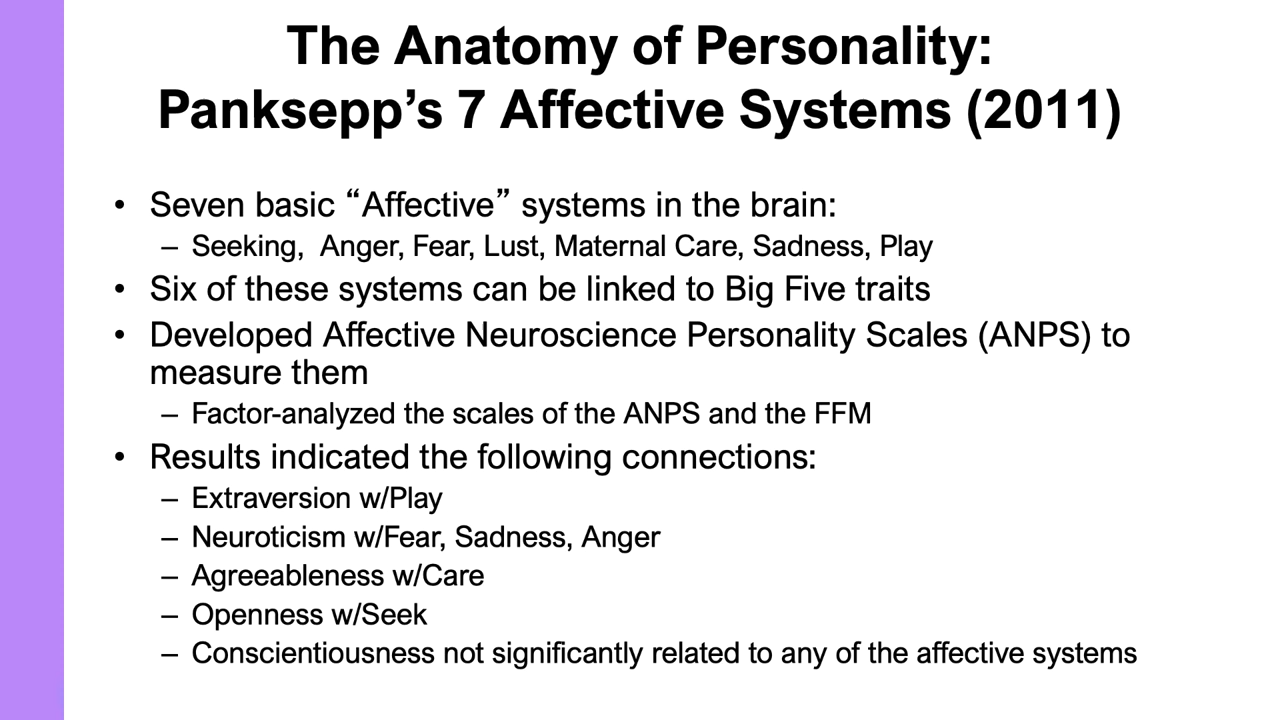 The Anatomy of Personality:
Panksepp’s 7 Affective Systems (2011)
• Seven basic “Affective” systems in the brain:
– Seeking,  Anger, Fear, Lust, Maternal Care, Sadness, Play
• Six of these systems can be linked to Big Five traits
• Developed Affective Neuroscience Personality Scales (ANPS) to
measure them
– Factor-analyzed the scales of the ANPS and the FFM
• Results indicated the following connections:
– Extraversion w/Play
– Neuroticism w/Fear, Sadness, Anger
– Agreeableness w/Care
– Openness w/Seek
– Conscientiousness not significantly related to any of the affective systems